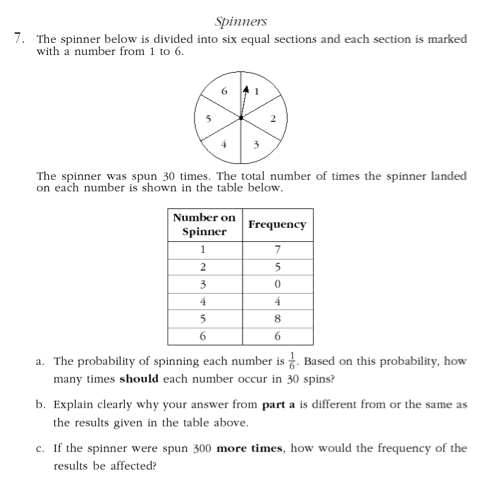 Spinners
7. The spinner below is divided into six equal sections and each section is marked
with a number from 1 to 6.
6 1
5 2
4 3
The spinner was spun 30 times. The total number of times the spinner landed
on each number is shown in the table below.
Number on Spinner Frequency
1 7
2 5
3 0
4 4
5 8
6 6
a. The probability of spinning each number is 1/6. Based on this probability, how
many times should each number occur in 30 spins?
b. Explain clearly why your answer from part a is different from or the same as
the results given in the table above.
c. If the spinner were spun 300 more times, how would the frequency of the
results be affected?